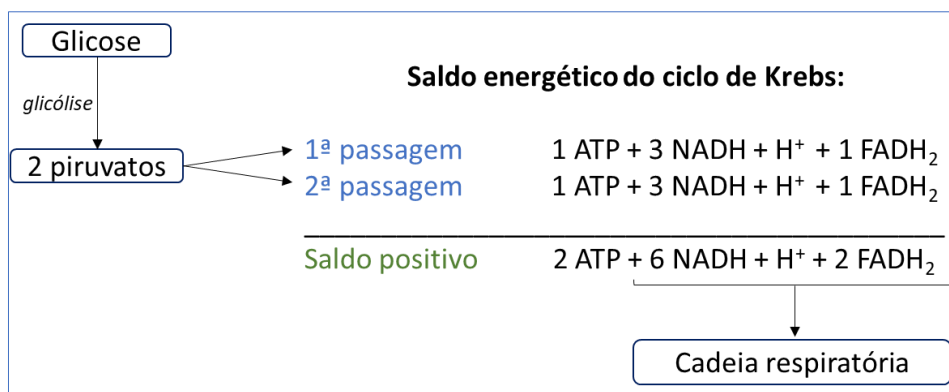 Glicose
Saldo energético do ciclo de Krebs:
glicólise
2 piruvatos
1ª passagem 1 ATP + 3 NADH + H⁺ + 1 FADH₂
2ª passagem 1 ATP + 3 NADH + H⁺ + 1 FADH₂
Saldo positivo 2 ATP + 6 NADH + H⁺ + 2 FADH₂
Cadeia respiratória